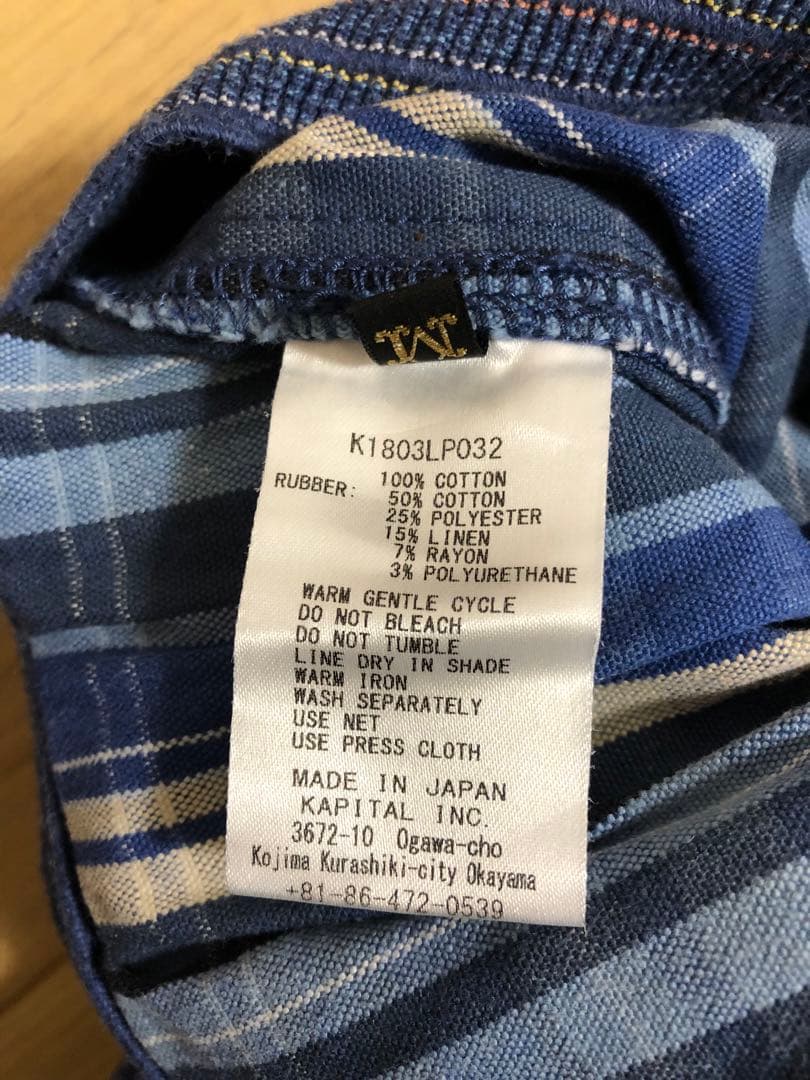 M
K1803LP032
100% COTTON
RUBBER: 50% COTTON
25% POLYESTER
15% LINEN
7% RAYON
3% POLYURETHANE
WARM GENTLE CYCLE
DO NOT BLEACH
DO NOT TUMBLE
LINE DRY IN SHADE
WARM IRON
WASH SEPARATELY
USE NET
USE PRESS CLOTH
MADE IN JAPAN
KAPITAL INC.
3672-10 Ogawa-cho
Kojima Kurashiki-city Okayama
+81-86-472-0539